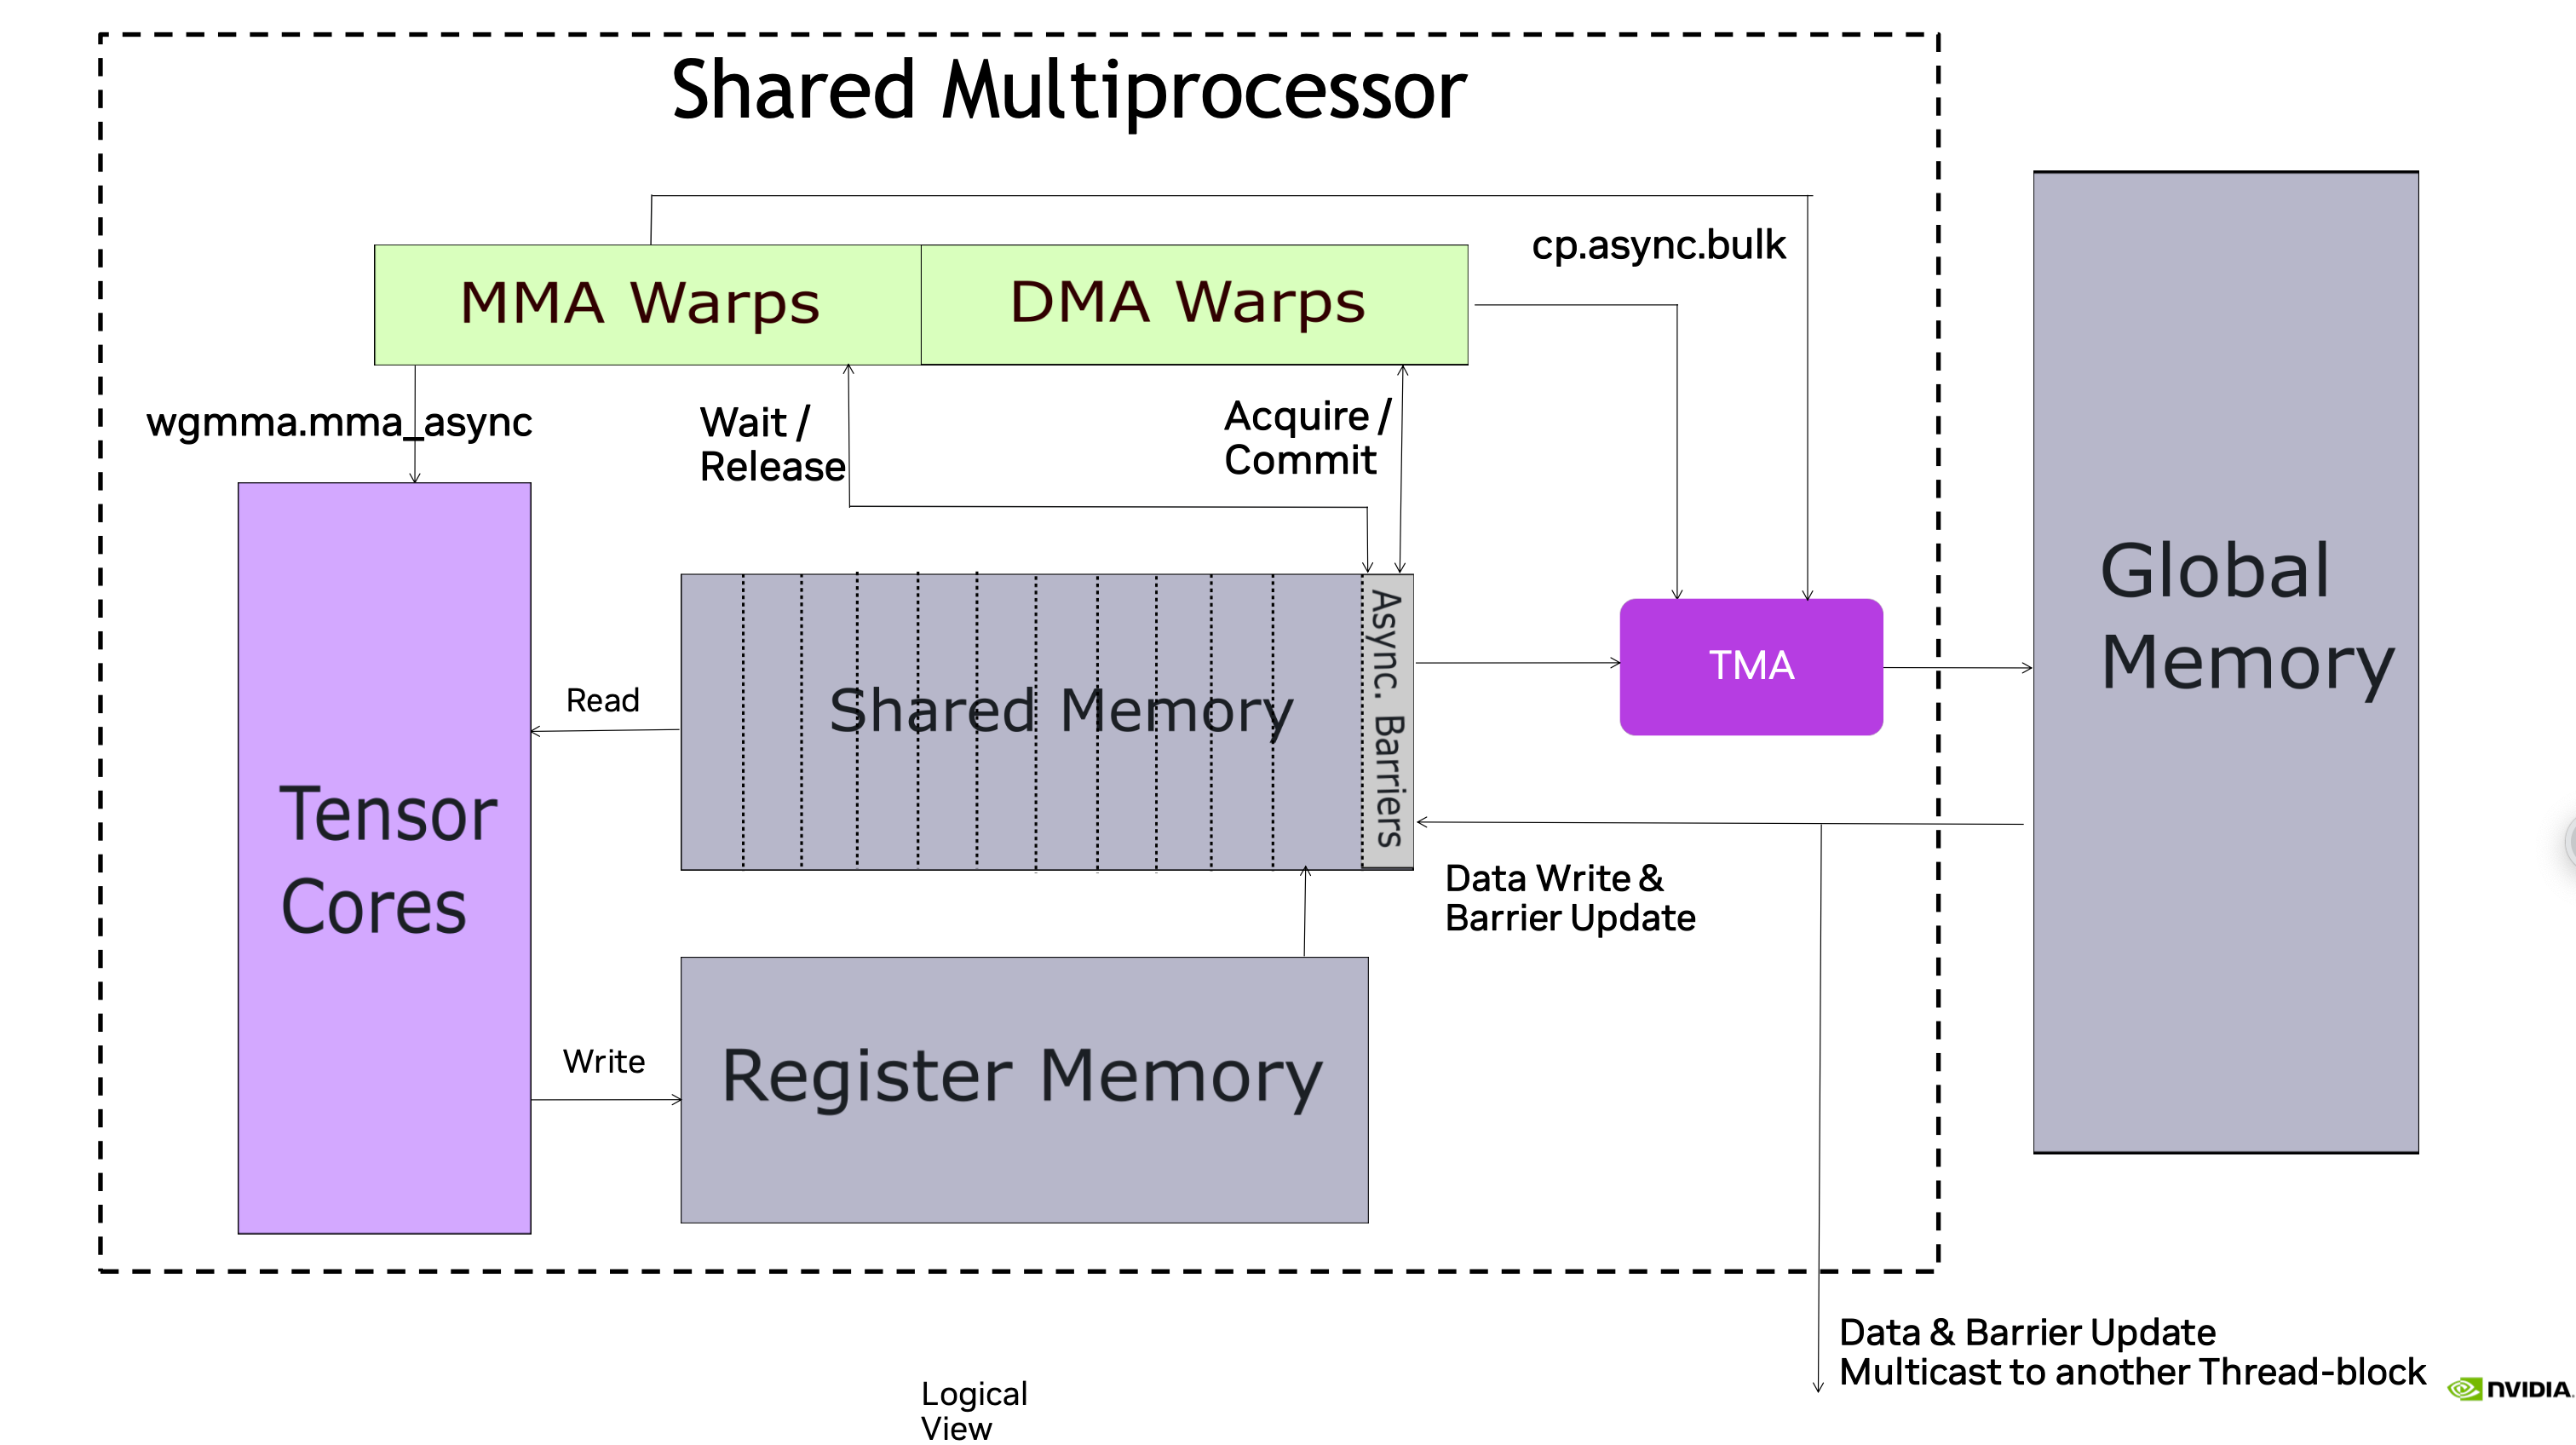 Shared Multiprocessor
cp.async.bulk
MMA Warps
DMA Warps
wgmma.mma_async
Wait /
Release
Acquire /
Commit
Global
Memory
Async. Barriers
TMA
Read
Shared Memory
Tensor
Cores
Data Write &
Barrier Update
Write
Register Memory
Data & Barrier Update
Multicast to another Thread-block
NVIDIA.
Logical
View